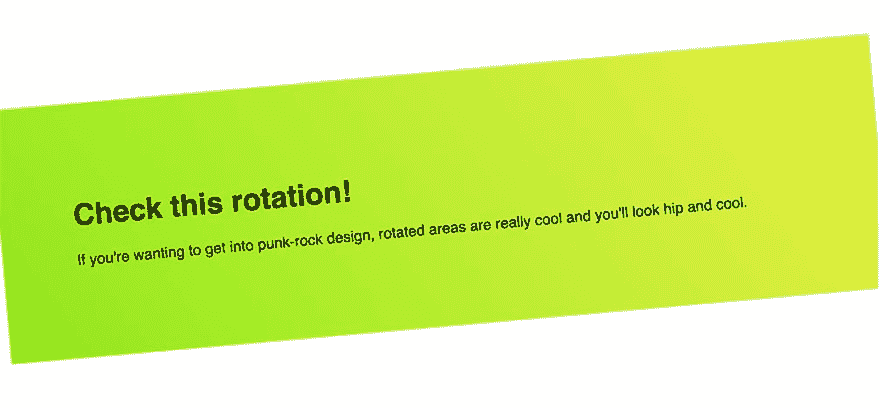 Check this rotation!
If you're wanting to get into punk-rock design, rotated areas are really cool and you'll look hip and cool.